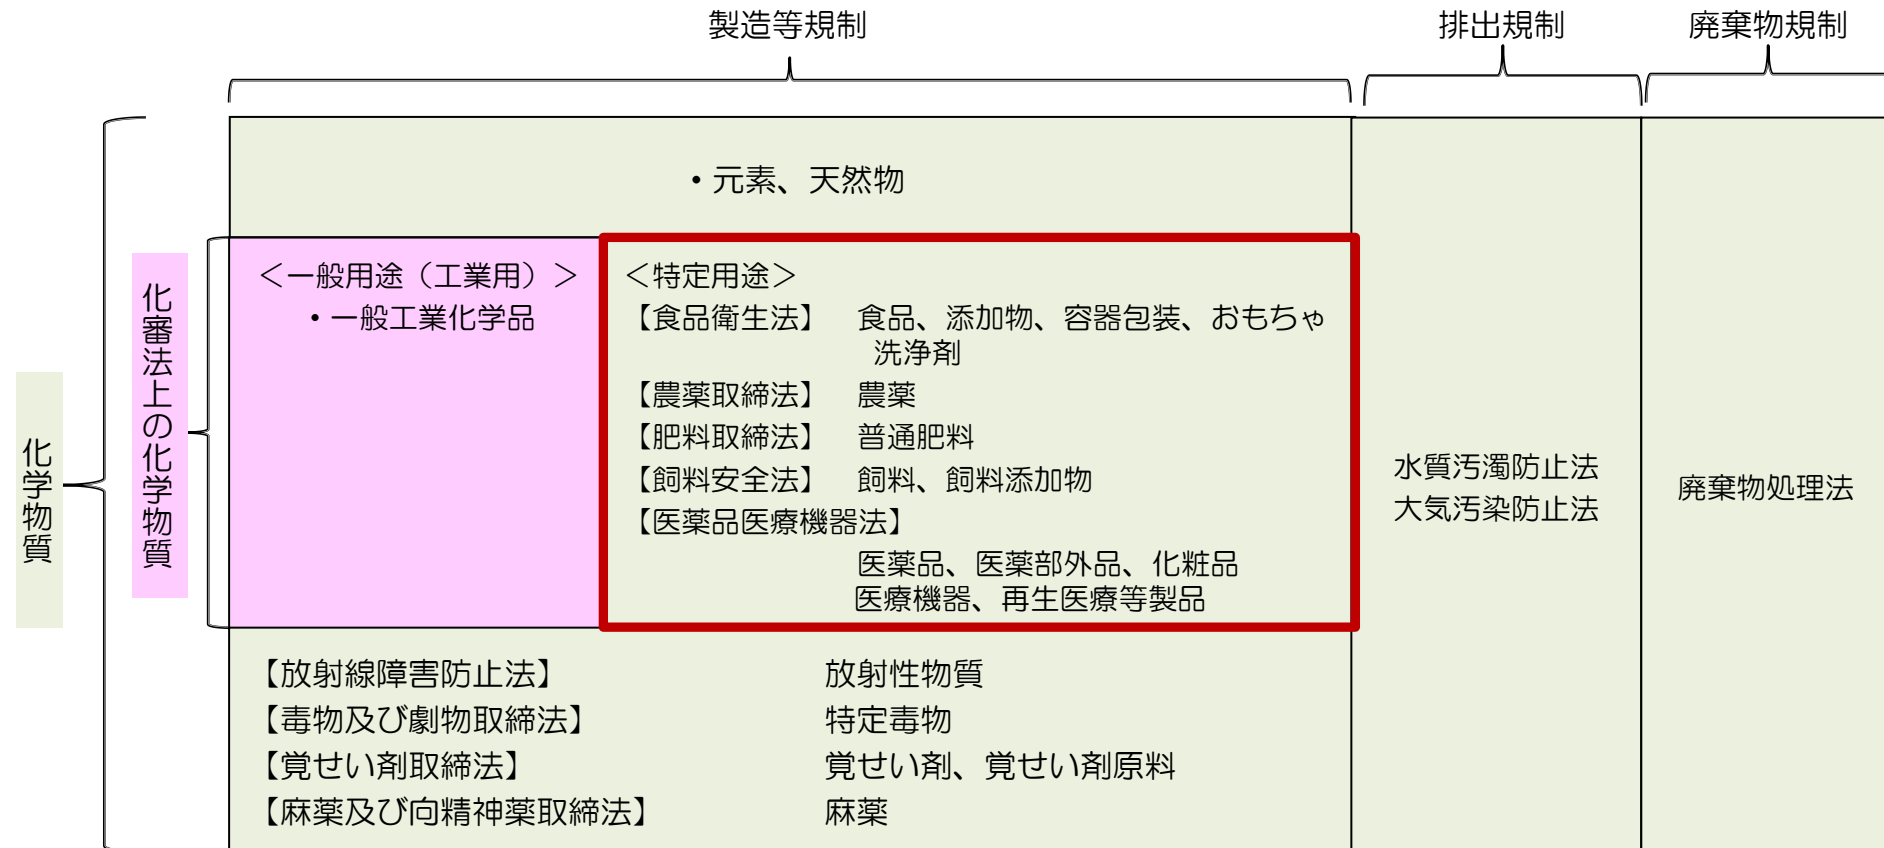 製造等規制
排出規制
廃棄物規制
・元素、天然物
化学物質
化審法上の化学物質
＜一般用途（工業用）＞
・一般工業化学品
＜特定用途＞
【食品衛生法】 食品、添加物、容器包装、おもちゃ
洗浄剤
【農薬取締法】 農薬
【肥料取締法】 普通肥料
【飼料安全法】 飼料、飼料添加物
【医薬品医療機器法】
医薬品、医薬部外品、化粧品
医療機器、再生医療等製品
【放射線障害防止法】 放射性物質
【毒物及び劇物取締法】 特定毒物
【覚せい剤取締法】 覚せい剤、覚せい剤原料
【麻薬及び向精神薬取締法】 麻薬
水質汚濁防止法
大気汚染防止法
廃棄物処理法